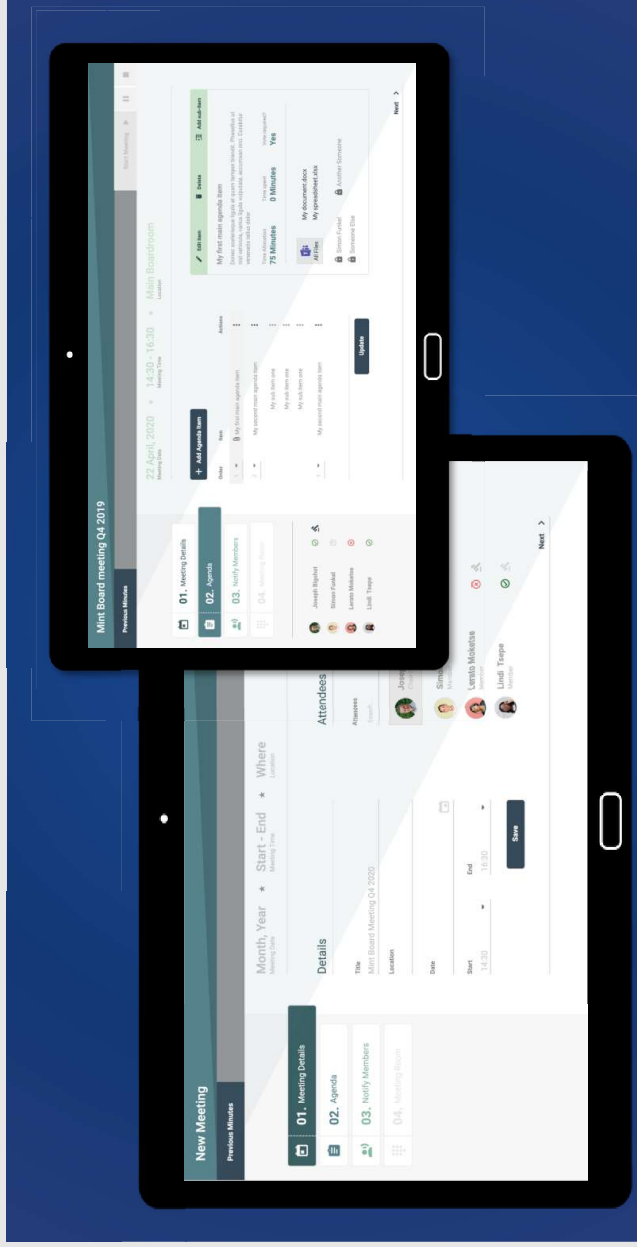 New Meeting
Previous Minutes
Month, Year ★ Start - End ★ Where
Meeting Date Meeting Time Location
01. Meeting Details
02. Agenda
03. Notify Members
04. Meeting Room
Details
Title
Mint Board Meeting Q4 2020
Location
Date
Start End
14:30 16:30
Save
Attendees
Attendees
Search
Lerato Moketse
Member
Lindi Tsepe
Member
Next >
Mint Board meeting Q4 2019
Previous Minutes
Start Meeting
22 April, 2020 • 14:30 - 16:30 • Main Boardroom
Meeting Date Meeting Time Location
01. Meeting Details
02. Agenda
03. Notify Members
04. Meeting Room
Joseph Bigshot
Simon Funkel
Lerato Moketse
Lindi Tsepe
+ Add Agenda Item
Order Item Actions
My first main agenda item
My second main agenda item
My sub item one
My sub item one
My sub item one
My second main agenda item
Update
Edit Item Delete Add sub-item
My first main agenda item
Time Allocated Time spent Vote required?
75 Minutes 0 Minutes Yes
All Files
My document.docx
My spreadsheet.xlsx
Simon Funkel Another Someone
Someone Else
Next >